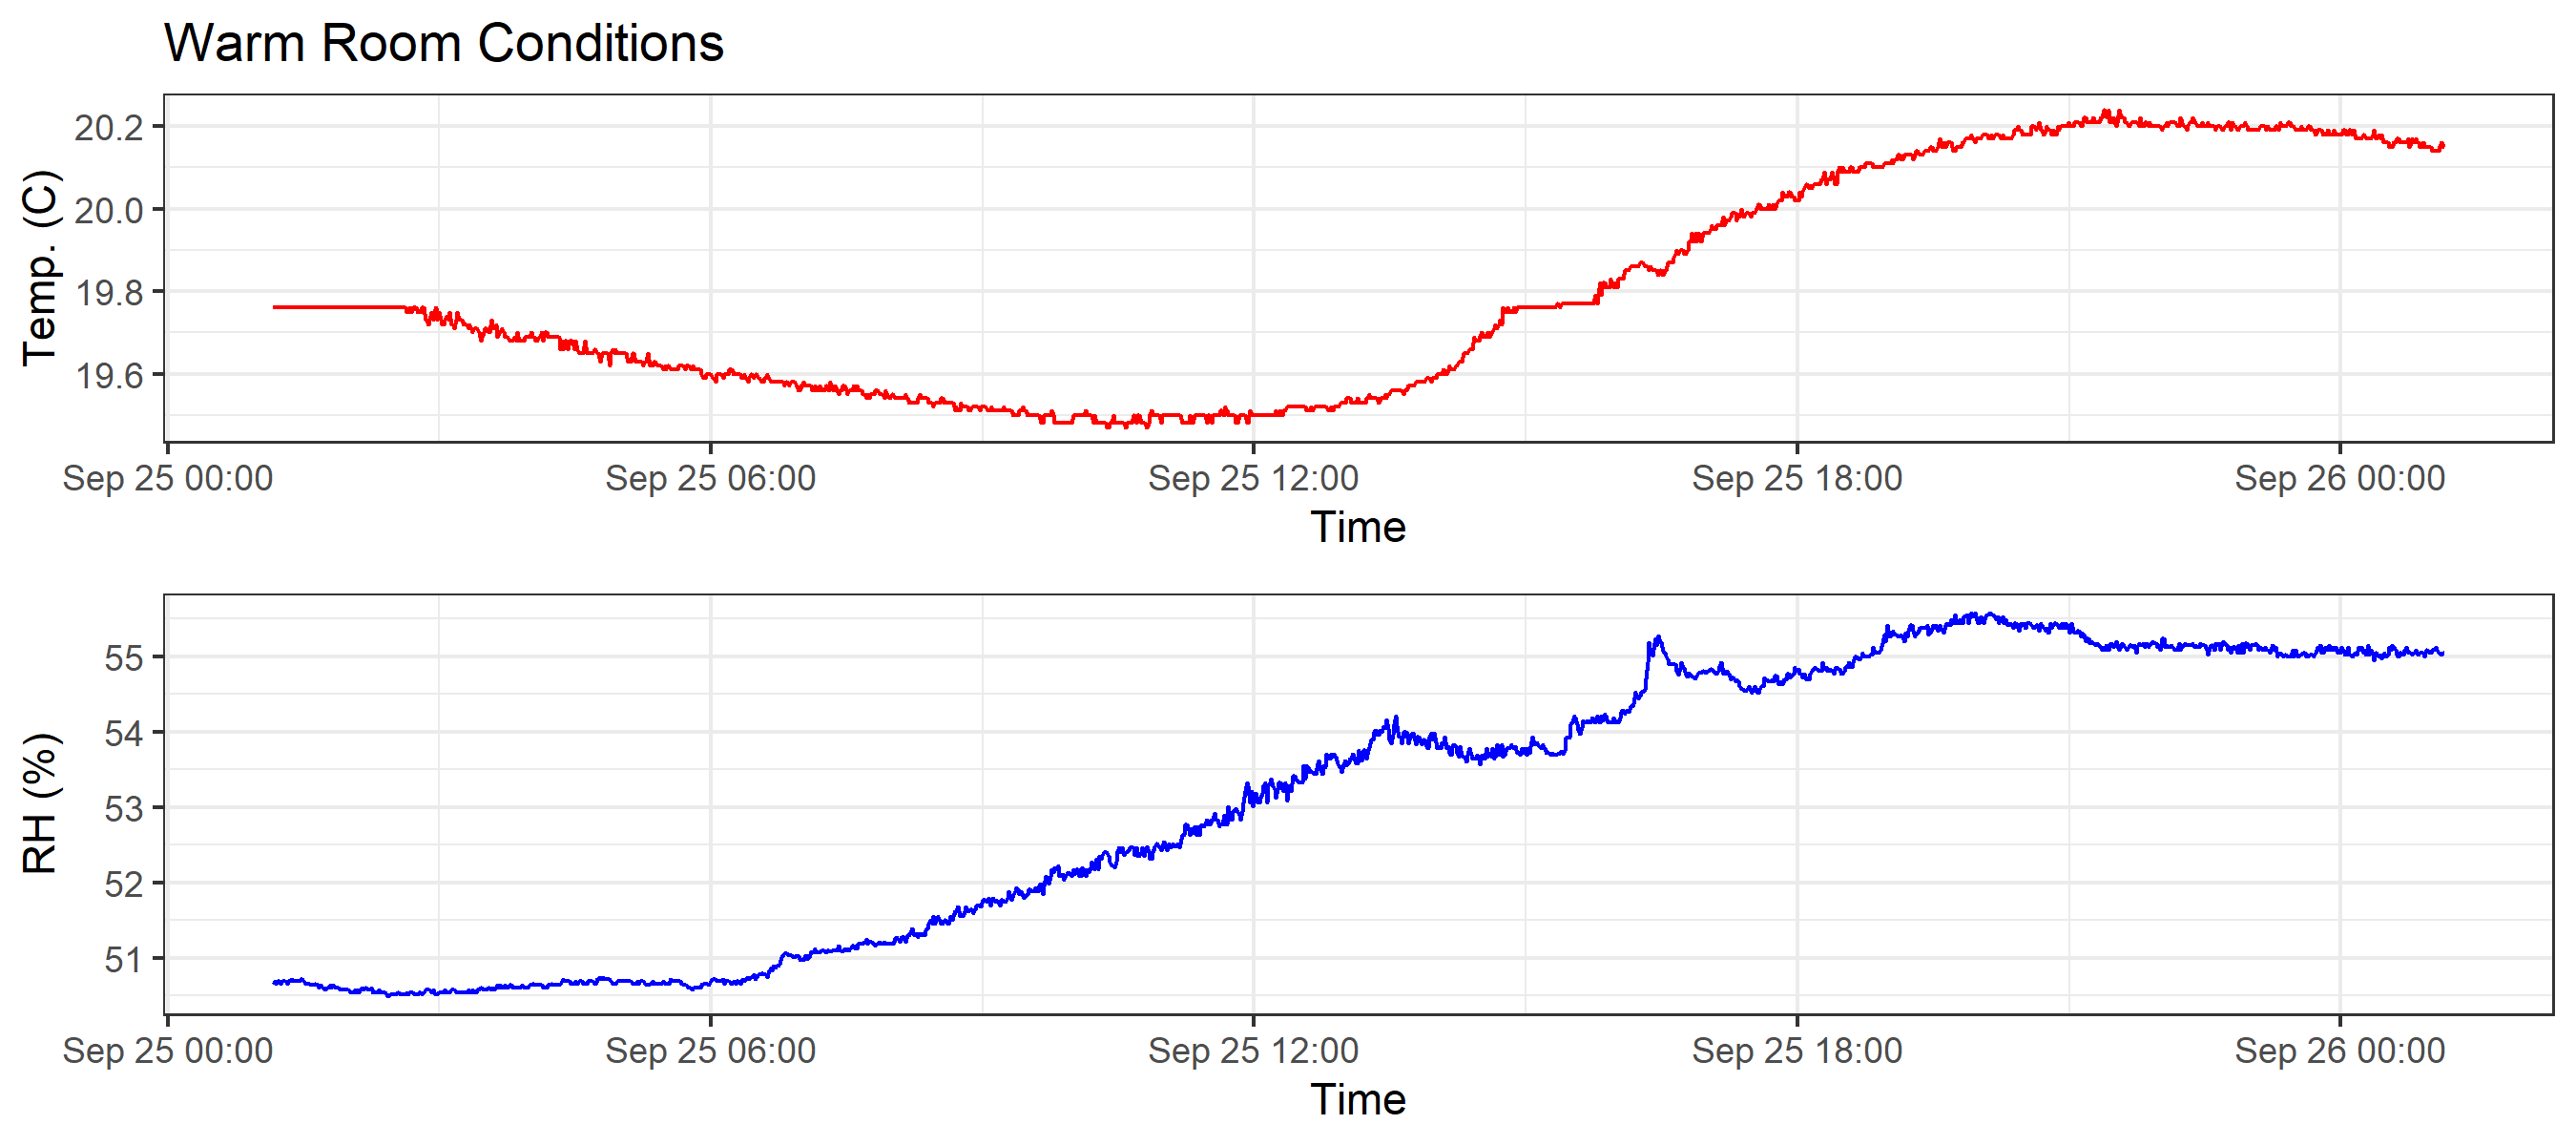 Warm Room Conditions
Temp. (C)
20.2
20.0
19.8
19.6
Sep 25 00:00 Sep 25 06:00 Sep 25 12:00 Sep 25 18:00 Sep 26 00:00
Time
RH (%)
55
54
53
52
51
Sep 25 00:00 Sep 25 06:00 Sep 25 12:00 Sep 25 18:00 Sep 26 00:00
Time